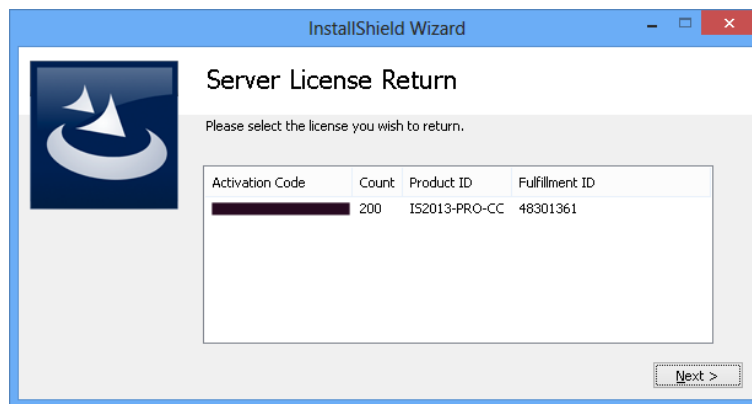 InstallShield Wizard
Server License Return
Please select the license you wish to return.
Activation Code Count Product ID Fulfillment ID
200 IS2013-PRO-CC 48301361
Next >